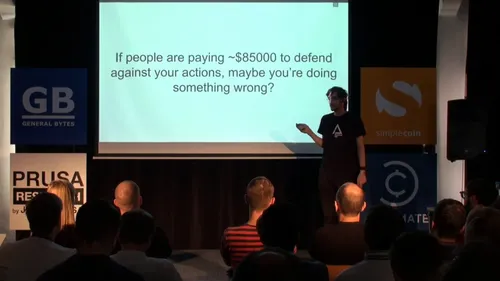 If people are paying ~$85000 to defend
against your actions, maybe you're doing
something wrong?
GB
GENERAL BYTES
simplecoin
PRUSA
RESEARCH